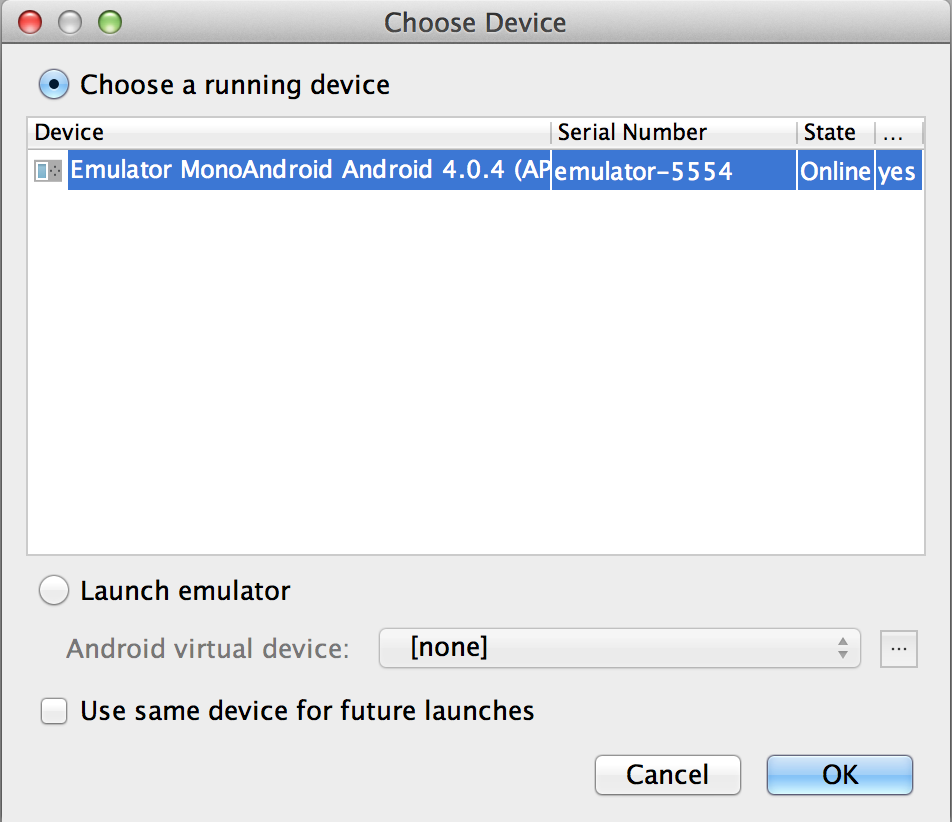 Choose Device
Choose a running device
Device Serial Number State ...
Emulator MonoAndroid Android 4.0.4 (AP emulator-5554 Online yes
Launch emulator
Android virtual device: [none] ...
Use same device for future launches
Cancel OK